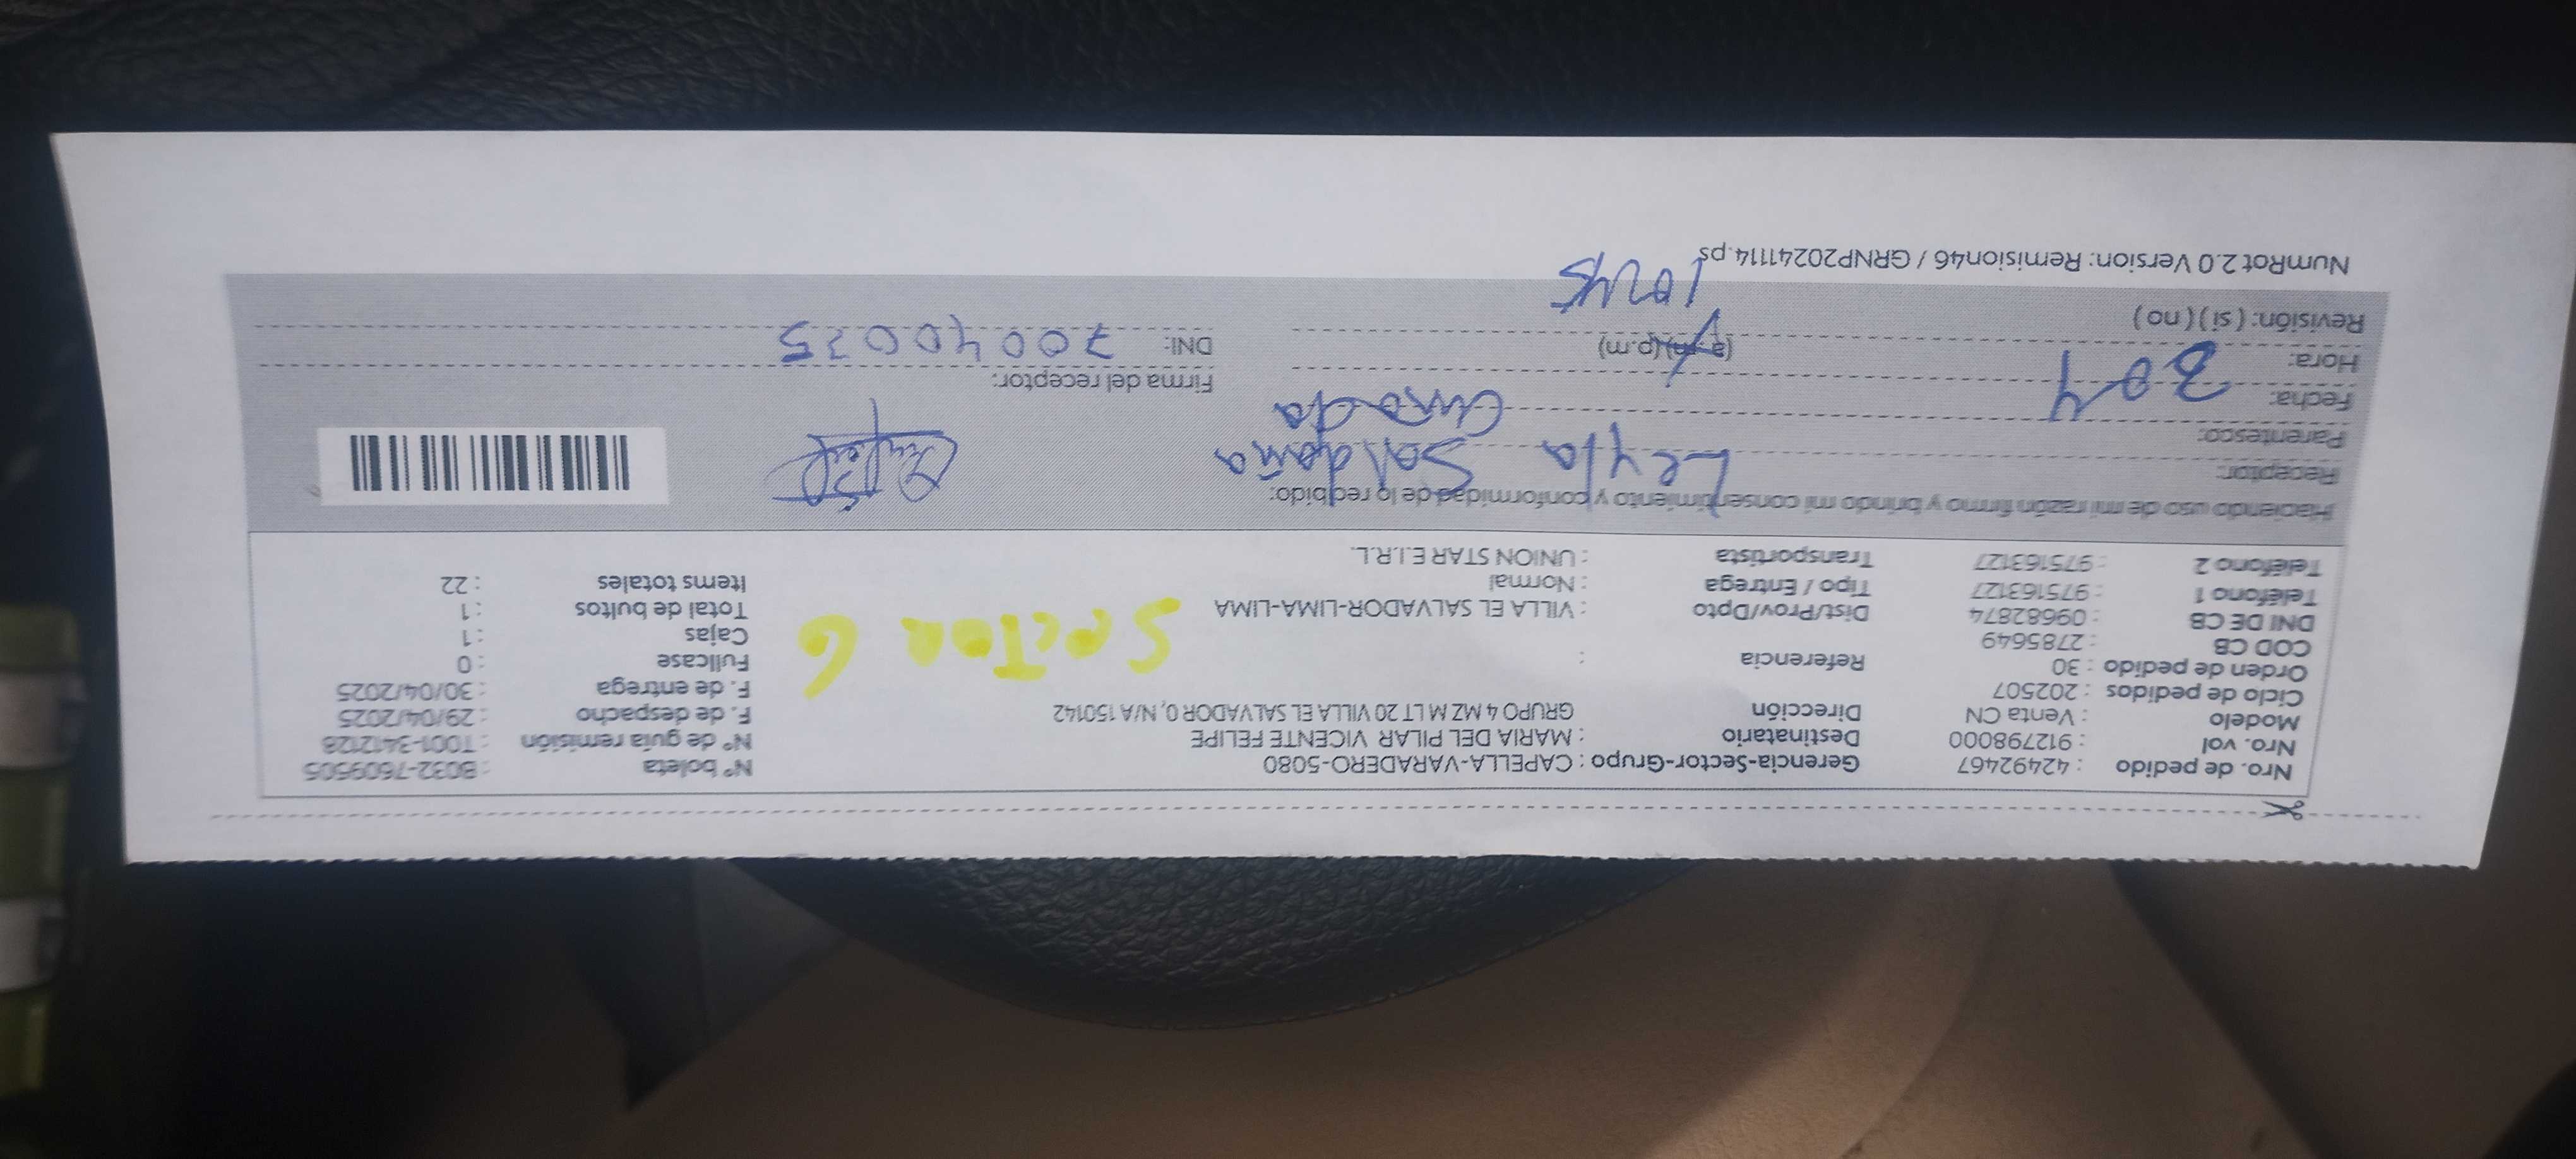 Nro. de pedido : 42492467 Gerencia-Sector-Grupo : CAPELLA-VARADERO-5080 N° boleta : B032-7609505
Nro. vol : 912798000 Destinatario : MARIA DEL PILAR VICENTE FELIPE N° de guía remisión : T001-3412128
Modelo : Venta CN Dirección GRUPO 4 MZ M LT 20 VILLA EL SALVADOR 0, N/A 150142 F. de despacho : 29/04/2025
Ciclo de pedidos : 202507 F. de entrega : 30/04/2025
Orden de pedido : 30 Referencia : Fullcase : 0
COD CB : 2785649 Cajas : 1
DNI DE CB : 09682874 Dist/Prov/Dpto : VILLA EL SALVADOR-LIMA-LIMA Total de bultos : 1
Teléfono 1 : 975163127 Tipo / Entrega : Normal Items totales : 22
Teléfono 2 : 975163127 Transportista : UNION STAR E.I.R.L.
Sector 6
Haciendo uso de mi razón firmo y brindo mi consentimiento y conformidad de lo recibido:
Receptor: Leyla Saldaña
Parentesco: Cuñada
Fecha: 30 4 Firma del receptor:
Hora: (a.m) (p.m) DNI: 70040035
Revisión: ( si ) ( no ) 10:45
NumRot 2.0 Version: Remision46 / GRNP20241114.ps